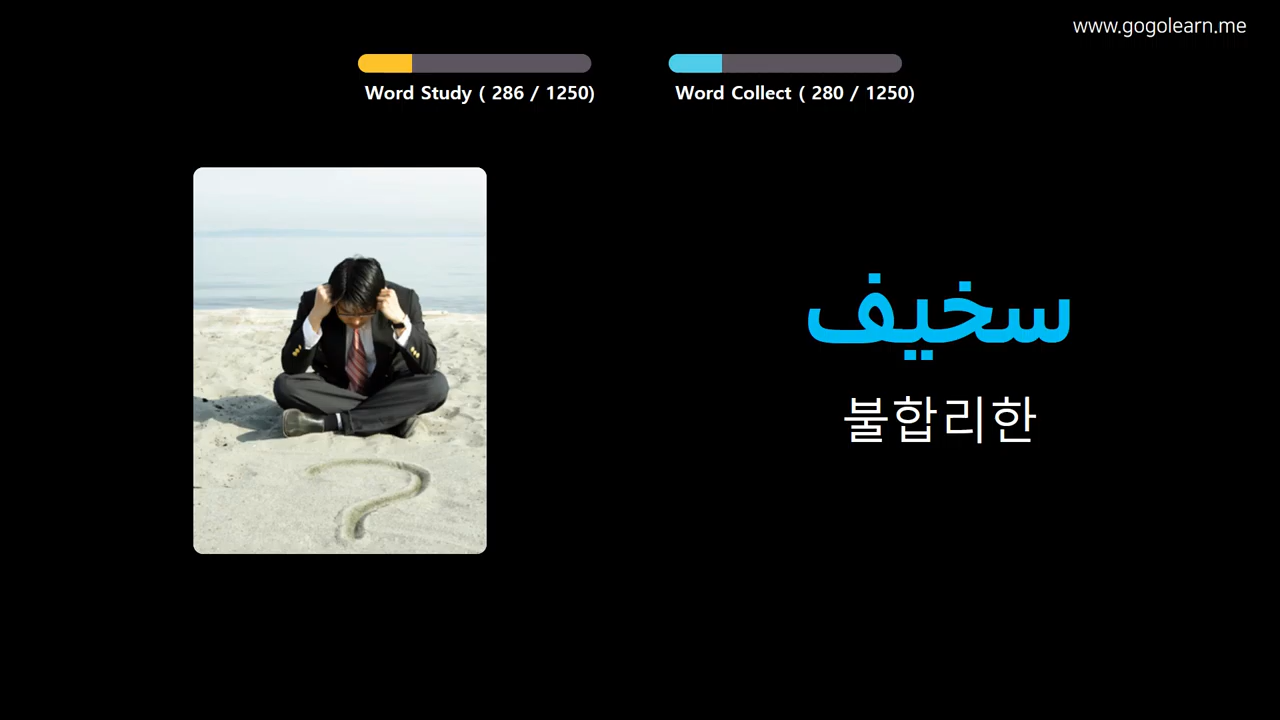 www.gogolearn.me
Word Study ( 286 / 1250)
Word Collect ( 280 / 1250)
سخيف
불합리한
?